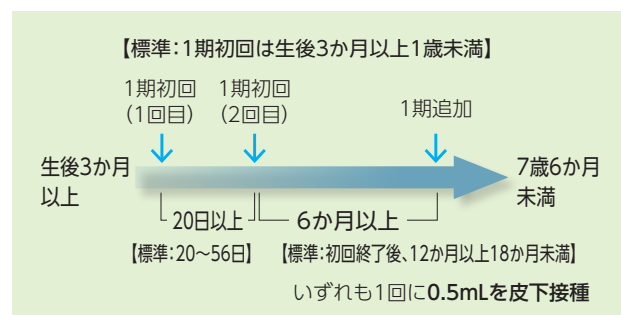 【標準:1期初回は生後3か月以上1歳未満】
1期初回
(1回目)
1期初回
(2回目)
1期追加
生後3か月
以上
7歳6か月
未満
20日以上
6か月以上
【標準:20〜56日】
【標準:初回終了後、12か月以上18か月未満】
いずれも1回に0.5mLを皮下接種